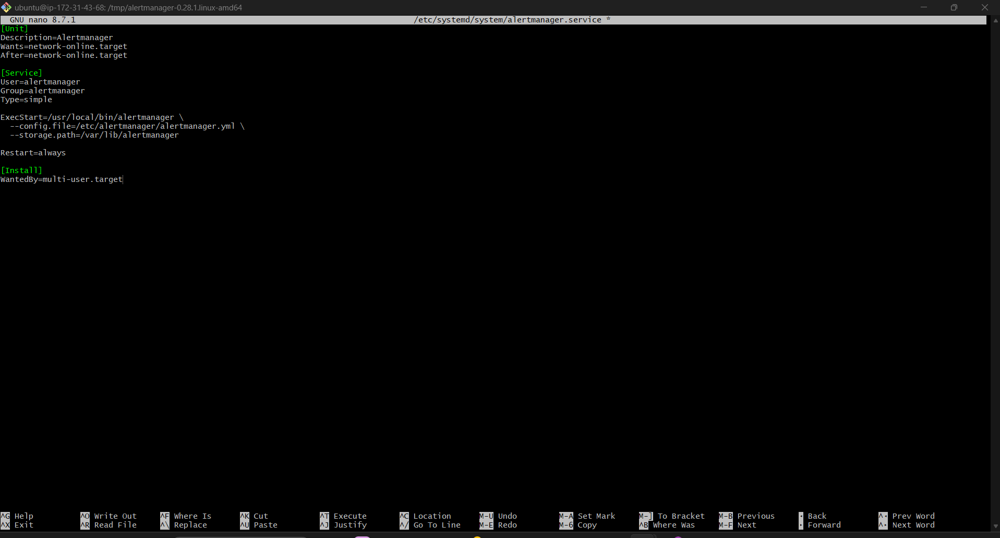 ubuntu@ip-172-31-43-68: /tmp/alertmanager-0.28.1.linux-amd64
GNU nano 8.7.1 /etc/systemd/system/alertmanager.service *
[Unit]
Description=Alertmanager
Wants=network-online.target
After=network-online.target
[Service]
User=alertmanager
Group=alertmanager
Type=simple
ExecStart=/usr/local/bin/alertmanager \
--config.file=/etc/alertmanager/alertmanager.yml \
--storage.path=/var/lib/alertmanager
Restart=always
[Install]
WantedBy=multi-user.target
^G Help ^O Write Out ^F Where Is ^K Cut ^T Execute ^C Location M-U Undo M-A Set Mark M-] To Bracket M-B Previous ◂ Back ^◂ Prev Word
^X Exit ^R Read File ^\ Replace ^U Paste ^J Justify ^/ Go To Line M-E Redo M-6 Copy ^B Where Was M-F Next ▸ Forward ^▸ Next Word